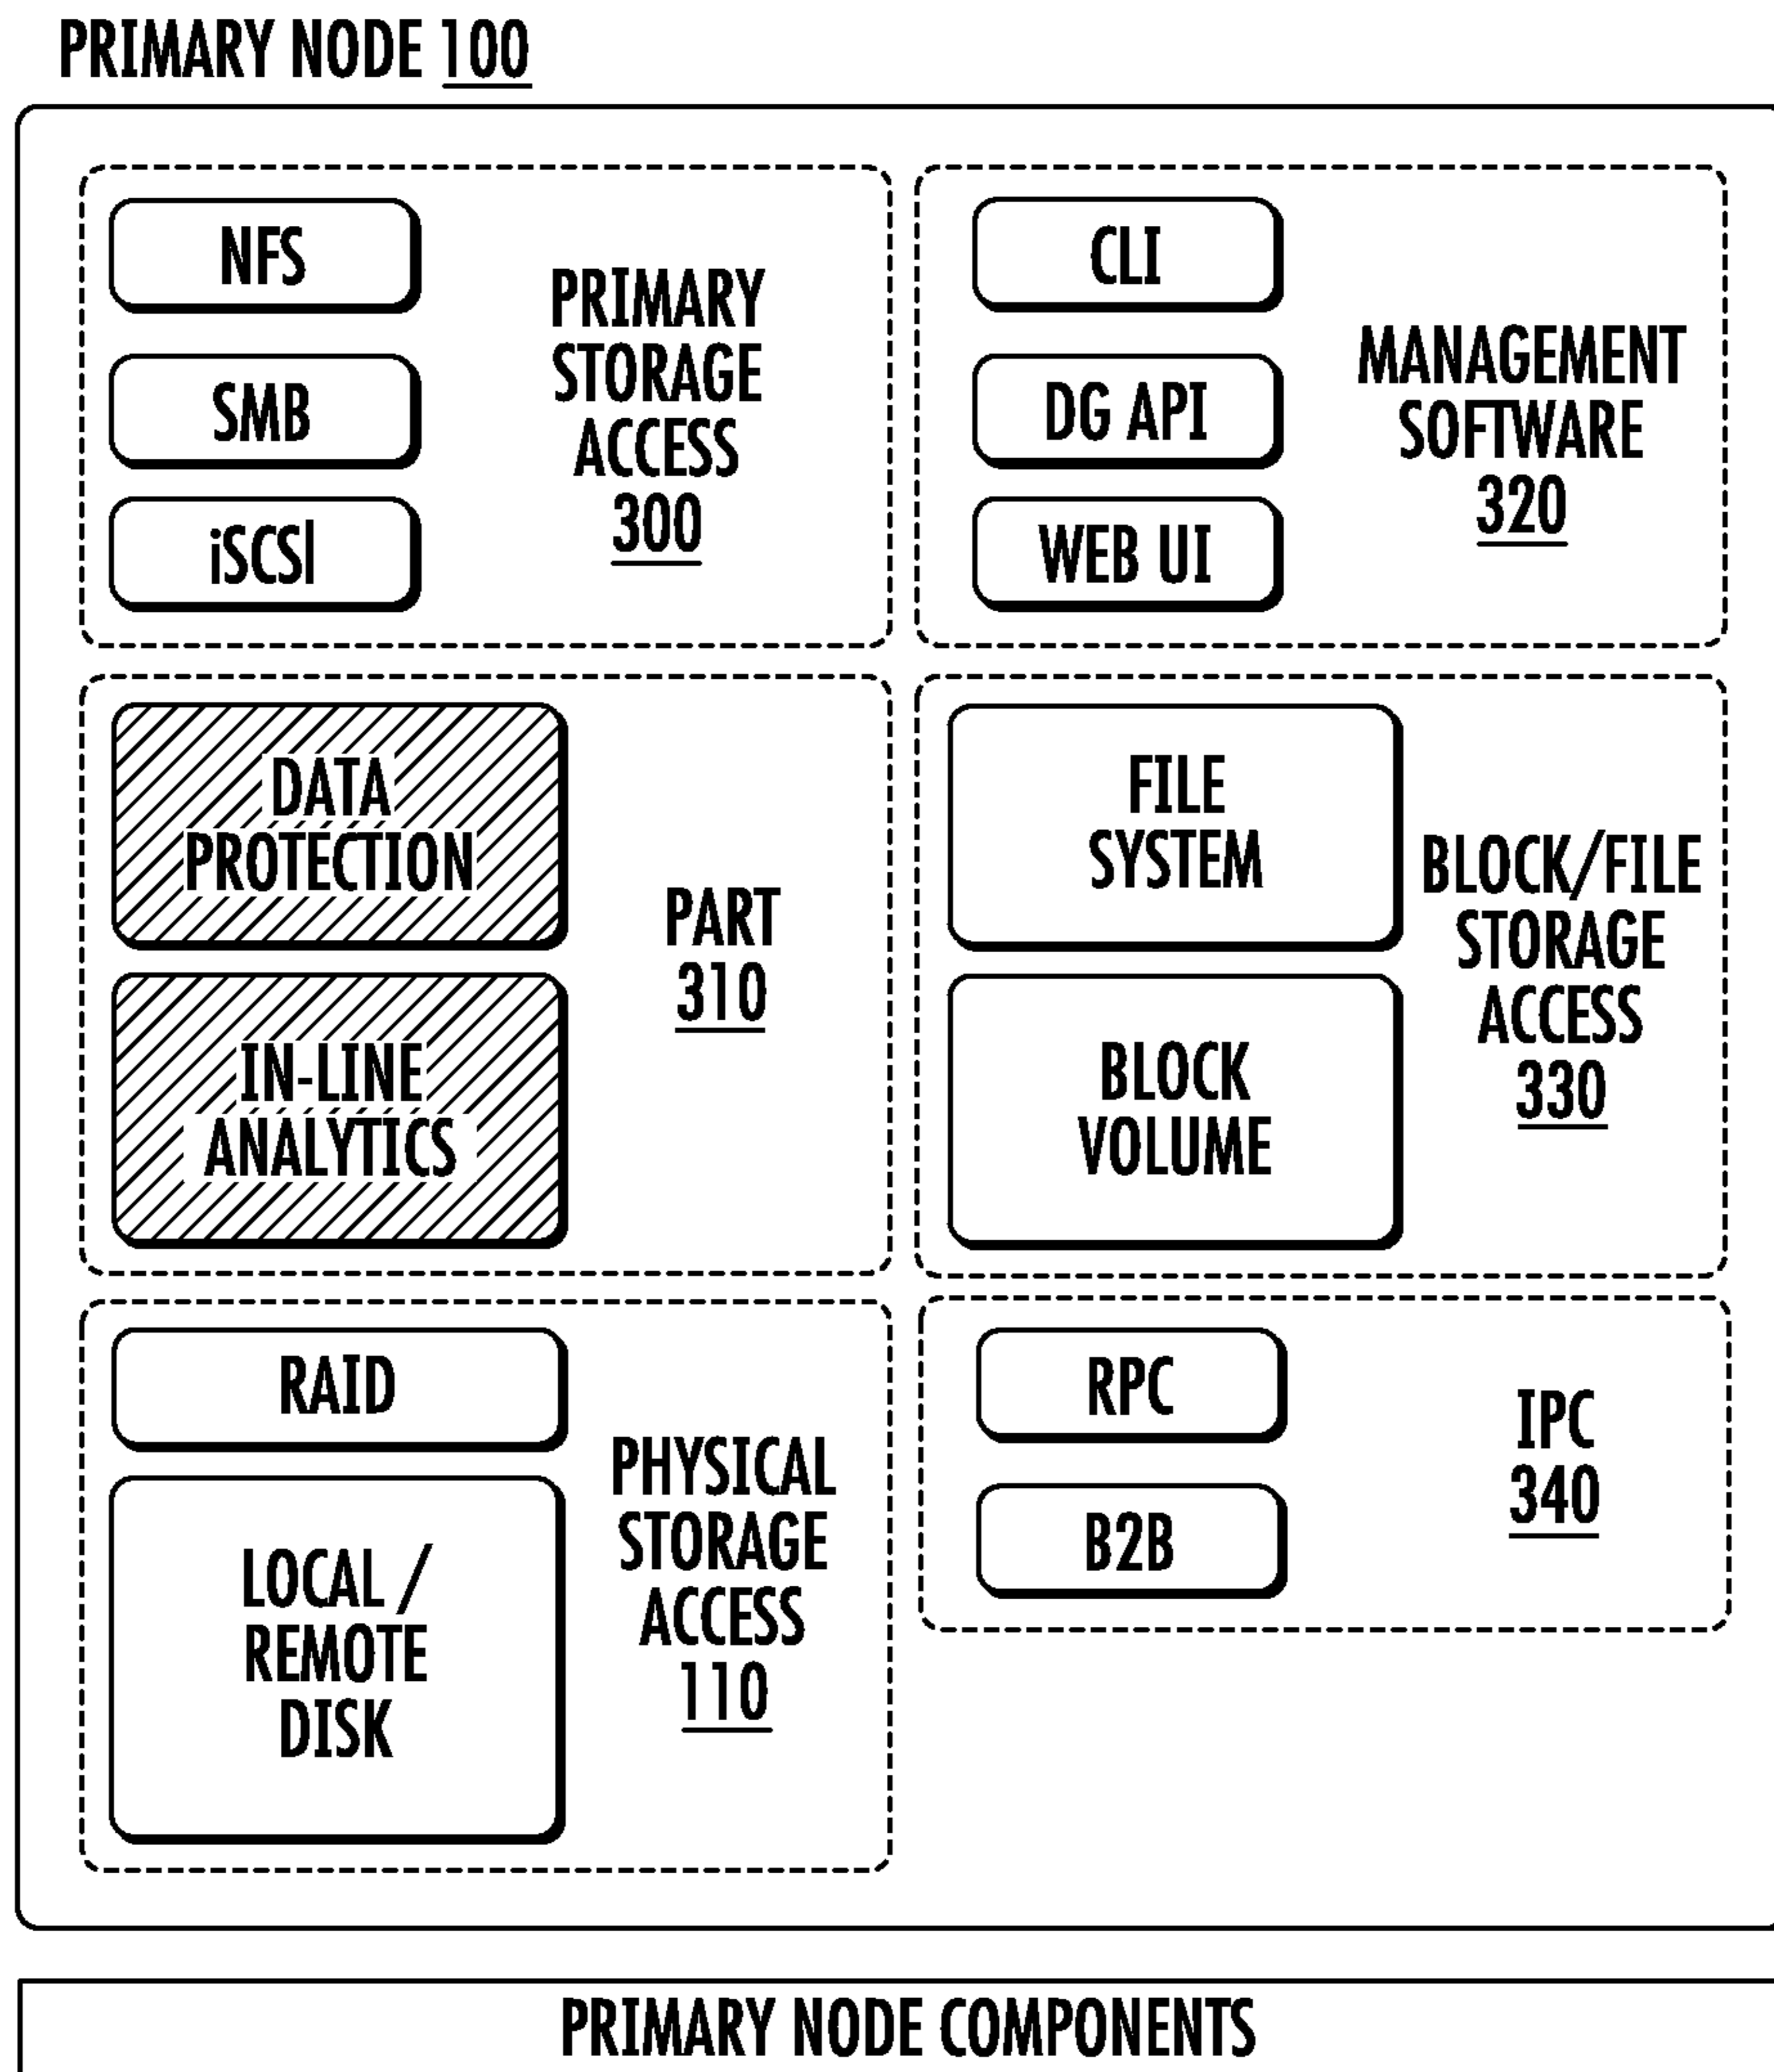 PRIMARY NODE 100
NFS
SMB
iSCSI
PRIMARY
STORAGE
ACCESS
300
CLI
DG API
WEB UI
MANAGEMENT
SOFTWARE
320
DATA
PROTECTION
IN-LINE
ANALYTICS
PART
310
FILE
SYSTEM
BLOCK
VOLUME
BLOCK/FILE
STORAGE
ACCESS
330
RAID
LOCAL /
REMOTE
DISK
PHYSICAL
STORAGE
ACCESS
110
RPC
B2B
IPC
340
PRIMARY NODE COMPONENTS